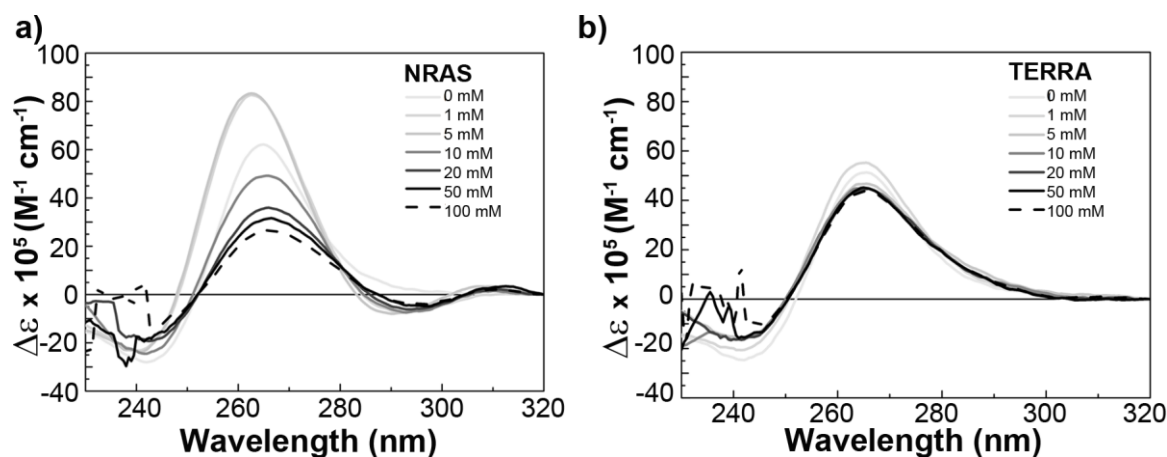 a)
NRAS
0 mM
1 mM
5 mM
10 mM
20 mM
50 mM
100 mM
100
80
60
40
20
0
-20
-40
Δε x 10⁵ (M⁻¹ cm⁻¹)
240 260 280 300 320
Wavelength (nm)
b)
TERRA
0 mM
1 mM
5 mM
10 mM
20 mM
50 mM
100 mM
100
80
60
40
20
0
-20
-40
Δε x 10⁵ (M⁻¹ cm⁻¹)
240 260 280 300 320
Wavelength (nm)